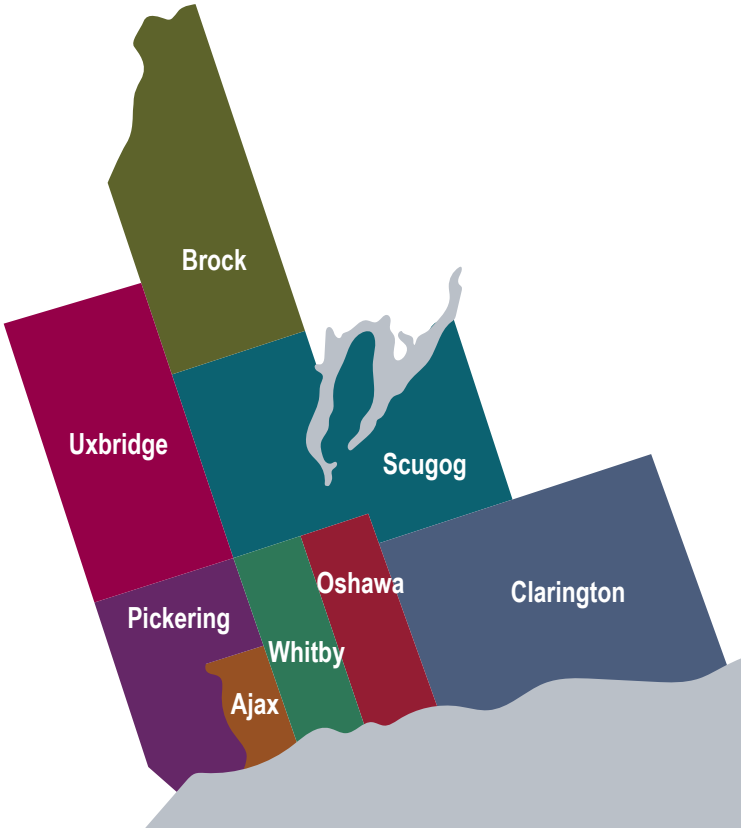 Brock
Uxbridge
Scugog
Oshawa
Clarington
Pickering
Whitby
Ajax